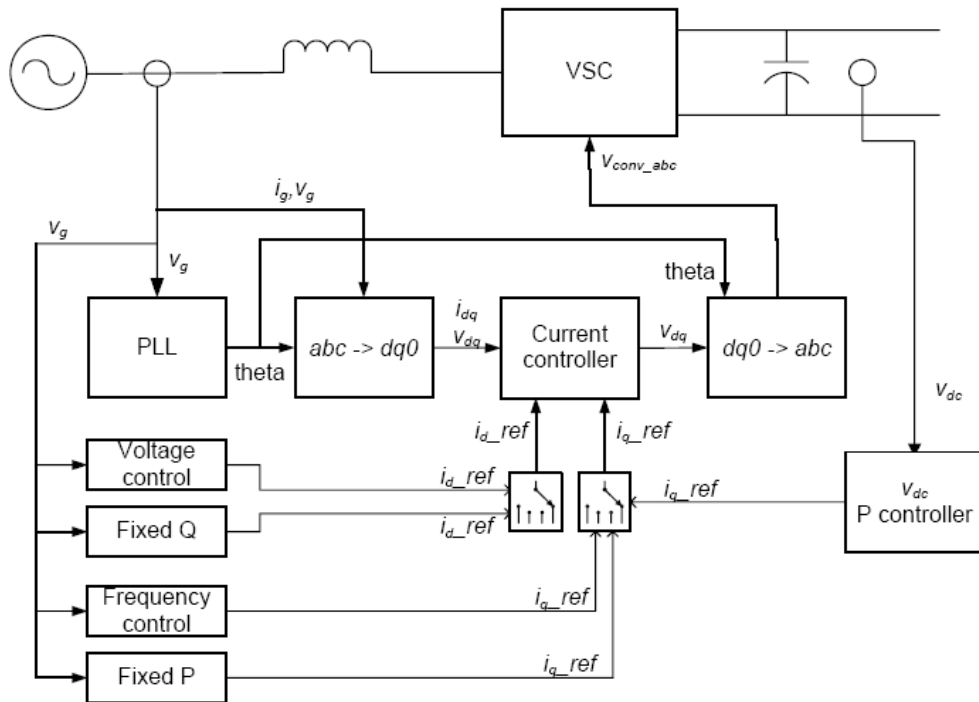 VSC
v_conv_abc
i_g,v_g
v_g
v_g
theta
PLL
theta
abc -> dq0
i_dq
v_dq
Current
controller
v_dq
dq0 -> abc
v_dc
i_d_ref
i_q_ref
Voltage
control
i_d_ref
Fixed Q
i_d_ref
i_q_ref
v_dc
P controller
Frequency
control
i_q_ref
Fixed P
i_q_ref